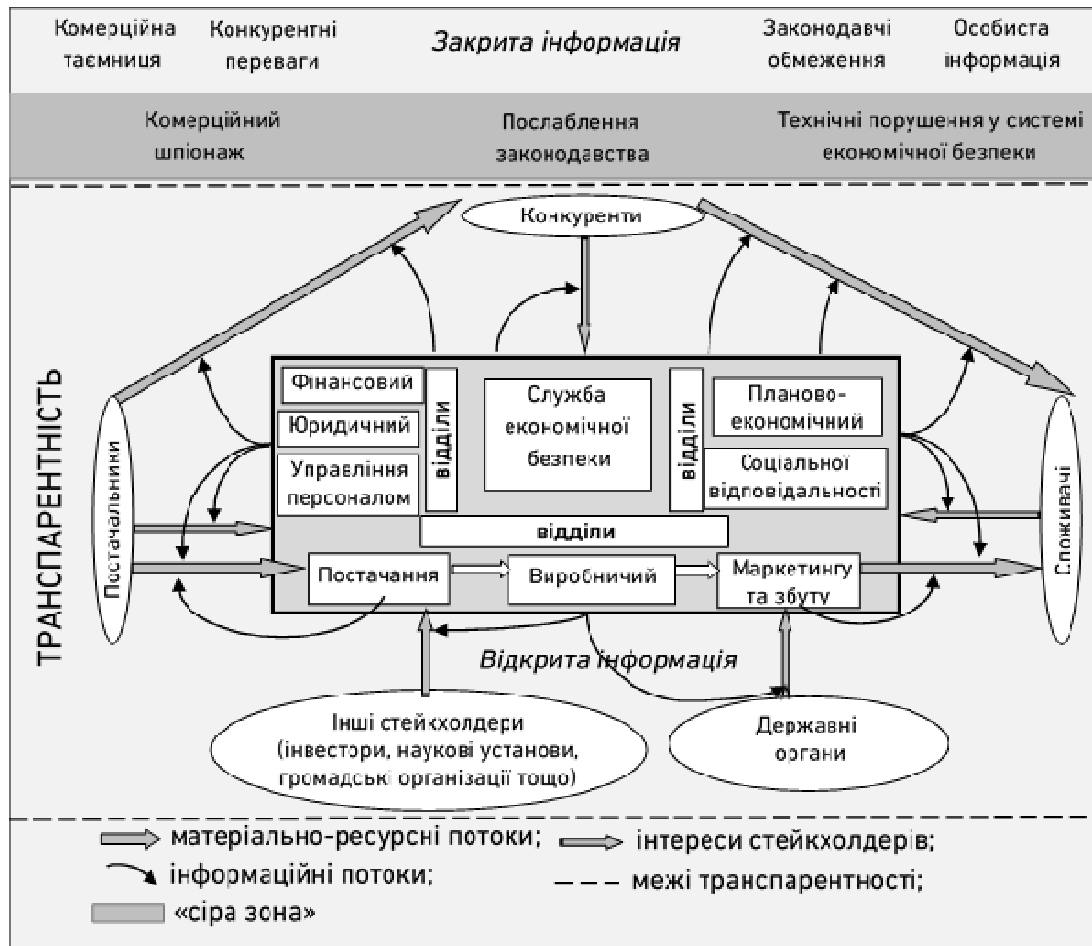 Комерційна
таємниця
Конкурентні
переваги
Закрита інформація
Законодавчі
обмеження
Особиста
інформація
Комерційний
шпіонаж
Послаблення
законодавства
Технічні порушення у системі
економічної безпеки
Конкуренти
ТРАНСПАРЕНТНІСТЬ
Постачальники
Фінансовий
Юридичний
Управління
персоналом
відділи
Служба
економічної
безпеки
відділи
Планово-
економічний
Соціальної
відповідальності
відділи
Постачання
Виробничий
Маркетингу
та збуту
Споживачі
Відкрита інформація
Інші стейкхолдери
(інвестори, наукові установи,
громадські організації тощо)
Державні
органи
матеріально-ресурсні потоки;
інтереси стейкхолдерів;
інформаційні потоки;
межі транспарентності;
«сіра зона»